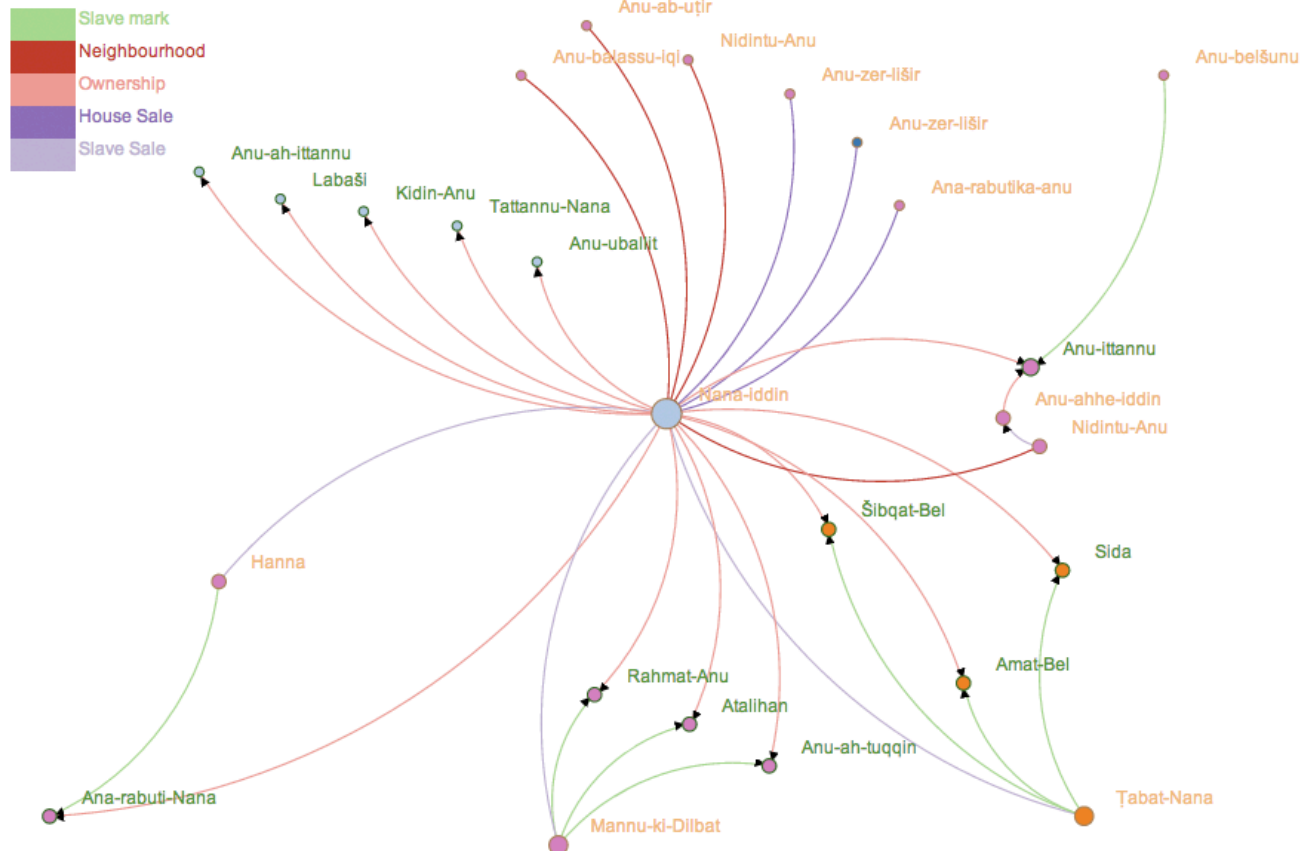 Slave mark
Neighbourhood
Ownership
House Sale
Slave Sale
Anu-ab-uțir
Anu-balassu-iqi
Nidintu-Anu
Anu-zer-lišir
Anu-belšunu
Anu-zer-lišir
Anu-ah-ittannu
Labaši
Kidin-Anu
Tattannu-Nana
Anu-uballit
Ana-rabutika-anu
Anu-ittannu
Nana-iddin
Anu-ahhe-iddin
Nidintu-Anu
Šibqat-Bel
Sida
Hanna
Rahmat-Anu
Amat-Bel
Atalihan
Anu-ah-tuqqin
Ana-rabuti-Nana
Mannu-ki-Dilbat
Țabat-Nana